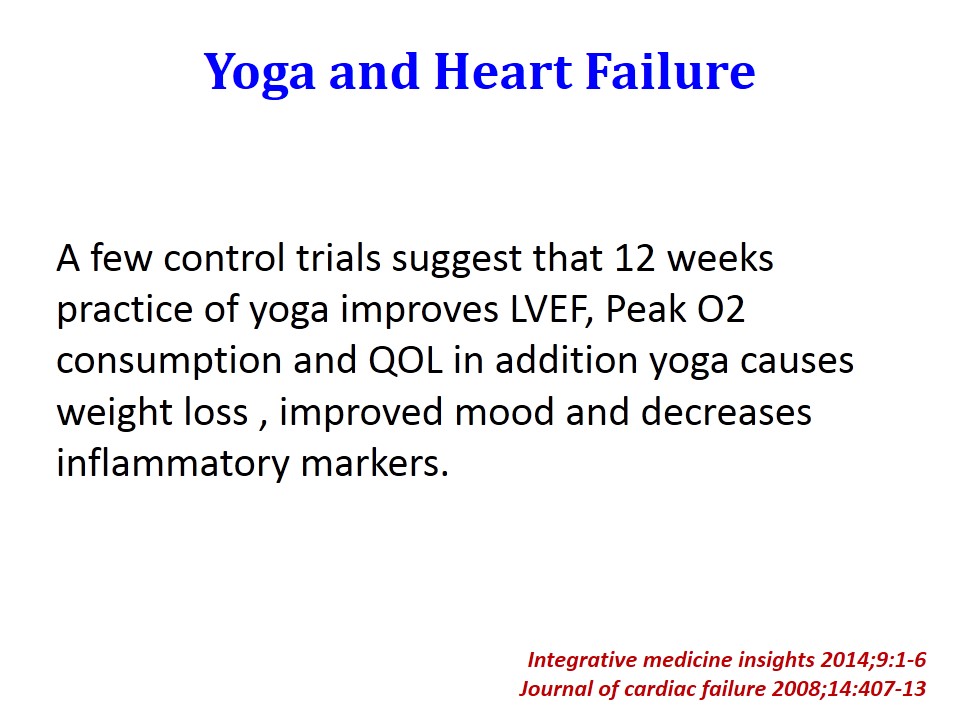 Yoga and Heart Failure
A few control trials suggest that 12 weeks
practice of yoga improves LVEF, Peak O2
consumption and QOL in addition yoga causes
weight loss , improved mood and decreases
inflammatory markers.
Integrative medicine insights 2014;9:1-6
Journal of cardiac failure 2008;14:407-13